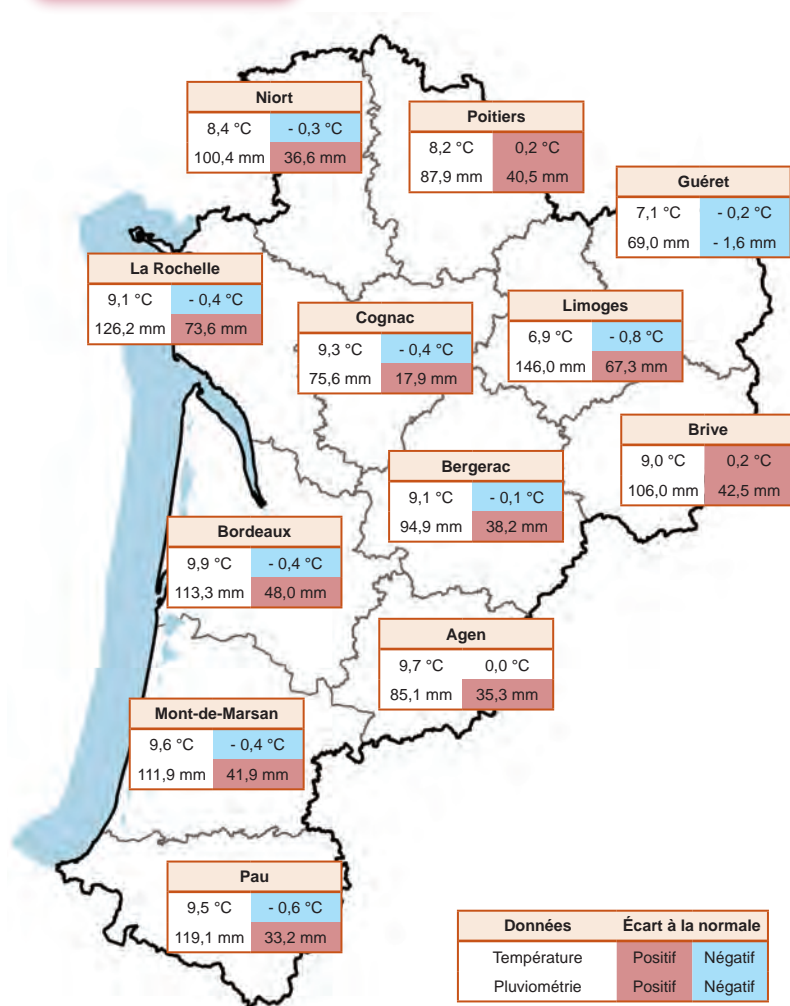 Niort
8,4 °C - 0,3 °C
100,4 mm 36,6 mm
Poitiers
8,2 °C 0,2 °C
87,9 mm 40,5 mm
Guéret
7,1 °C - 0,2 °C
69,0 mm - 1,6 mm
La Rochelle
9,1 °C - 0,4 °C
126,2 mm 73,6 mm
Cognac
9,3 °C - 0,4 °C
75,6 mm 17,9 mm
Limoges
6,9 °C - 0,8 °C
146,0 mm 67,3 mm
Brive
9,0 °C 0,2 °C
106,0 mm 42,5 mm
Bergerac
9,1 °C - 0,1 °C
94,9 mm 38,2 mm
Bordeaux
9,9 °C - 0,4 °C
113,3 mm 48,0 mm
Agen
9,7 °C 0,0 °C
85,1 mm 35,3 mm
Mont-de-Marsan
9,6 °C - 0,4 °C
111,9 mm 41,9 mm
Pau
9,5 °C - 0,6 °C
119,1 mm 33,2 mm
Données Écart à la normale
Température Positif Négatif
Pluviométrie Positif Négatif